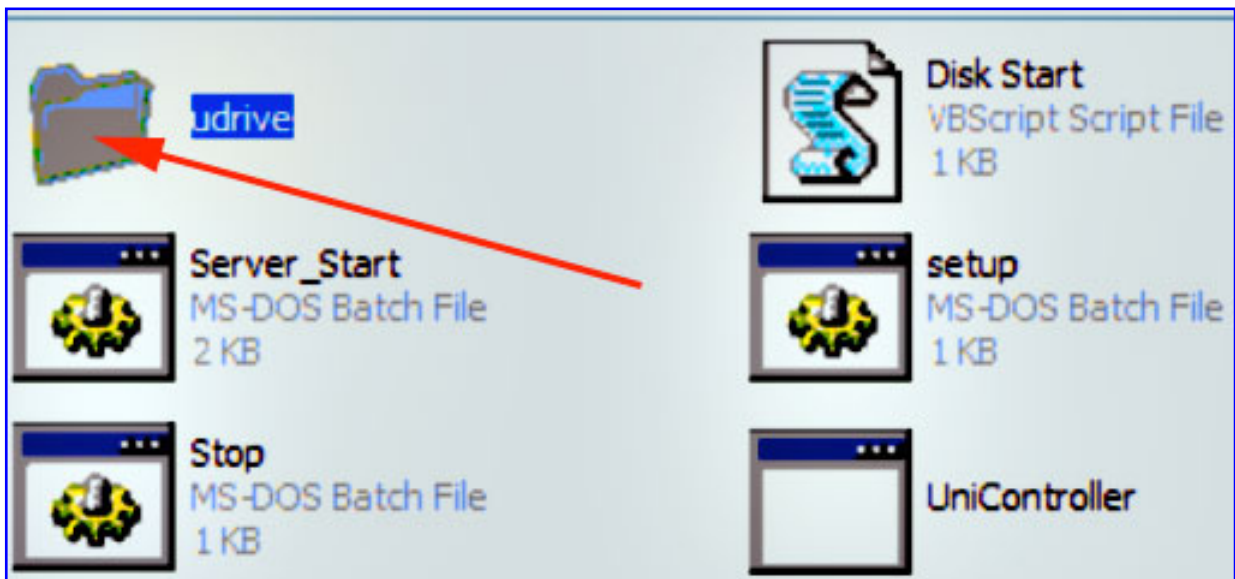 udrive
Disk Start
VBScript Script File
1 KB
Server_Start
MS-DOS Batch File
2 KB
setup
MS-DOS Batch File
1 KB
Stop
MS-DOS Batch File
1 KB
UniController